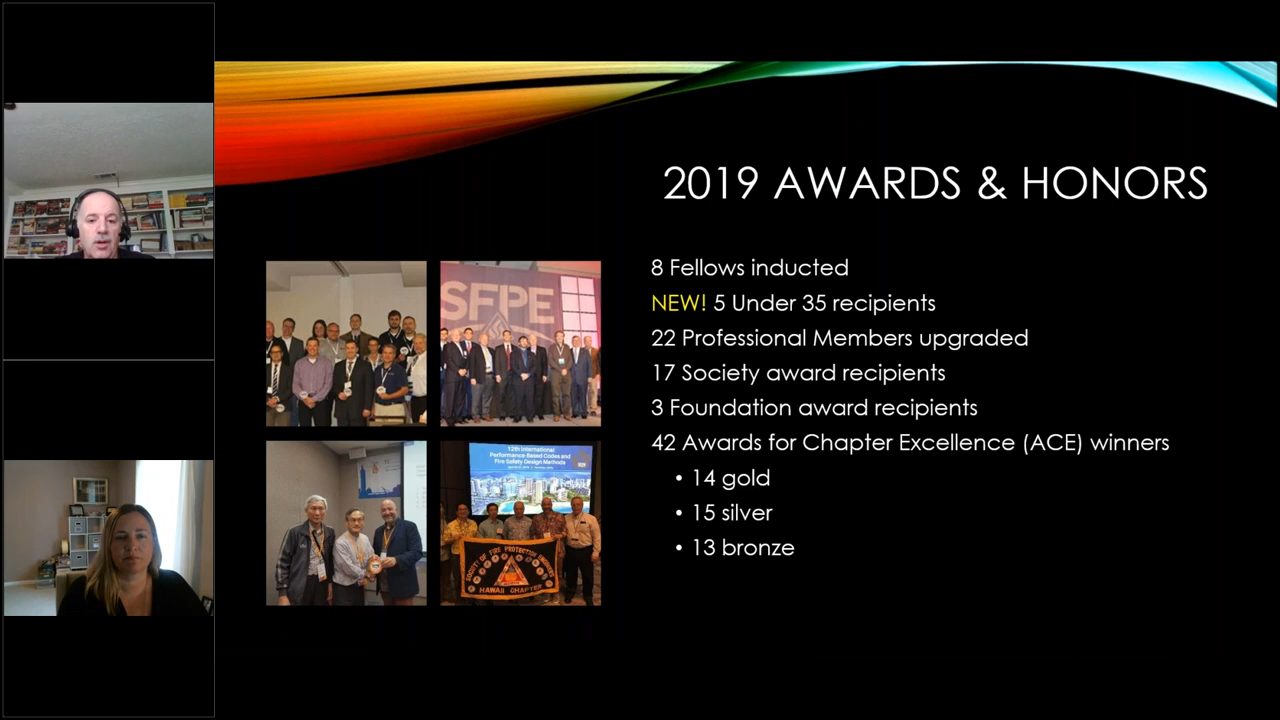 2019 AWARDS & HONORS
8 Fellows inducted
NEW! 5 Under 35 recipients
22 Professional Members upgraded
17 Society award recipients
3 Foundation award recipients
42 Awards for Chapter Excellence (ACE) winners
• 14 gold
• 15 silver
• 13 bronze
SFPE
12th International
Performance-Based Codes and
Fire Safety Design Methods
SOCIETY OF FIRE PROTECTION ENGINEERS
HAWAII CHAPTER